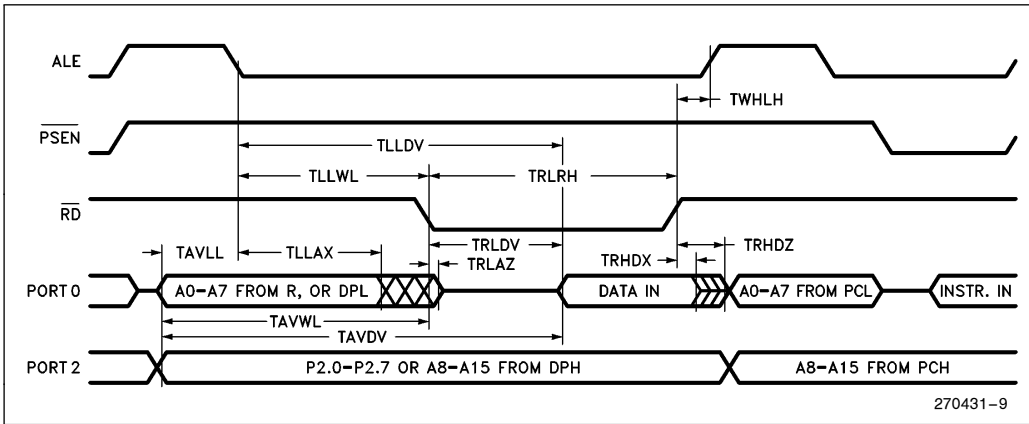 ALE
TWHLH
PSEN
TLLDV
TLLWL
TRLRH
RD
TAVLL
TLLAX
TRLDV
TRLAZ
TRHDX
TRHDZ
PORT 0
A0–A7 FROM R, OR DPL
DATA IN
A0–A7 FROM PCL
INSTR. IN
TAVWL
TAVDV
PORT 2
P2.0–P2.7 OR A8–A15 FROM DPH
A8–A15 FROM PCH
270431–9